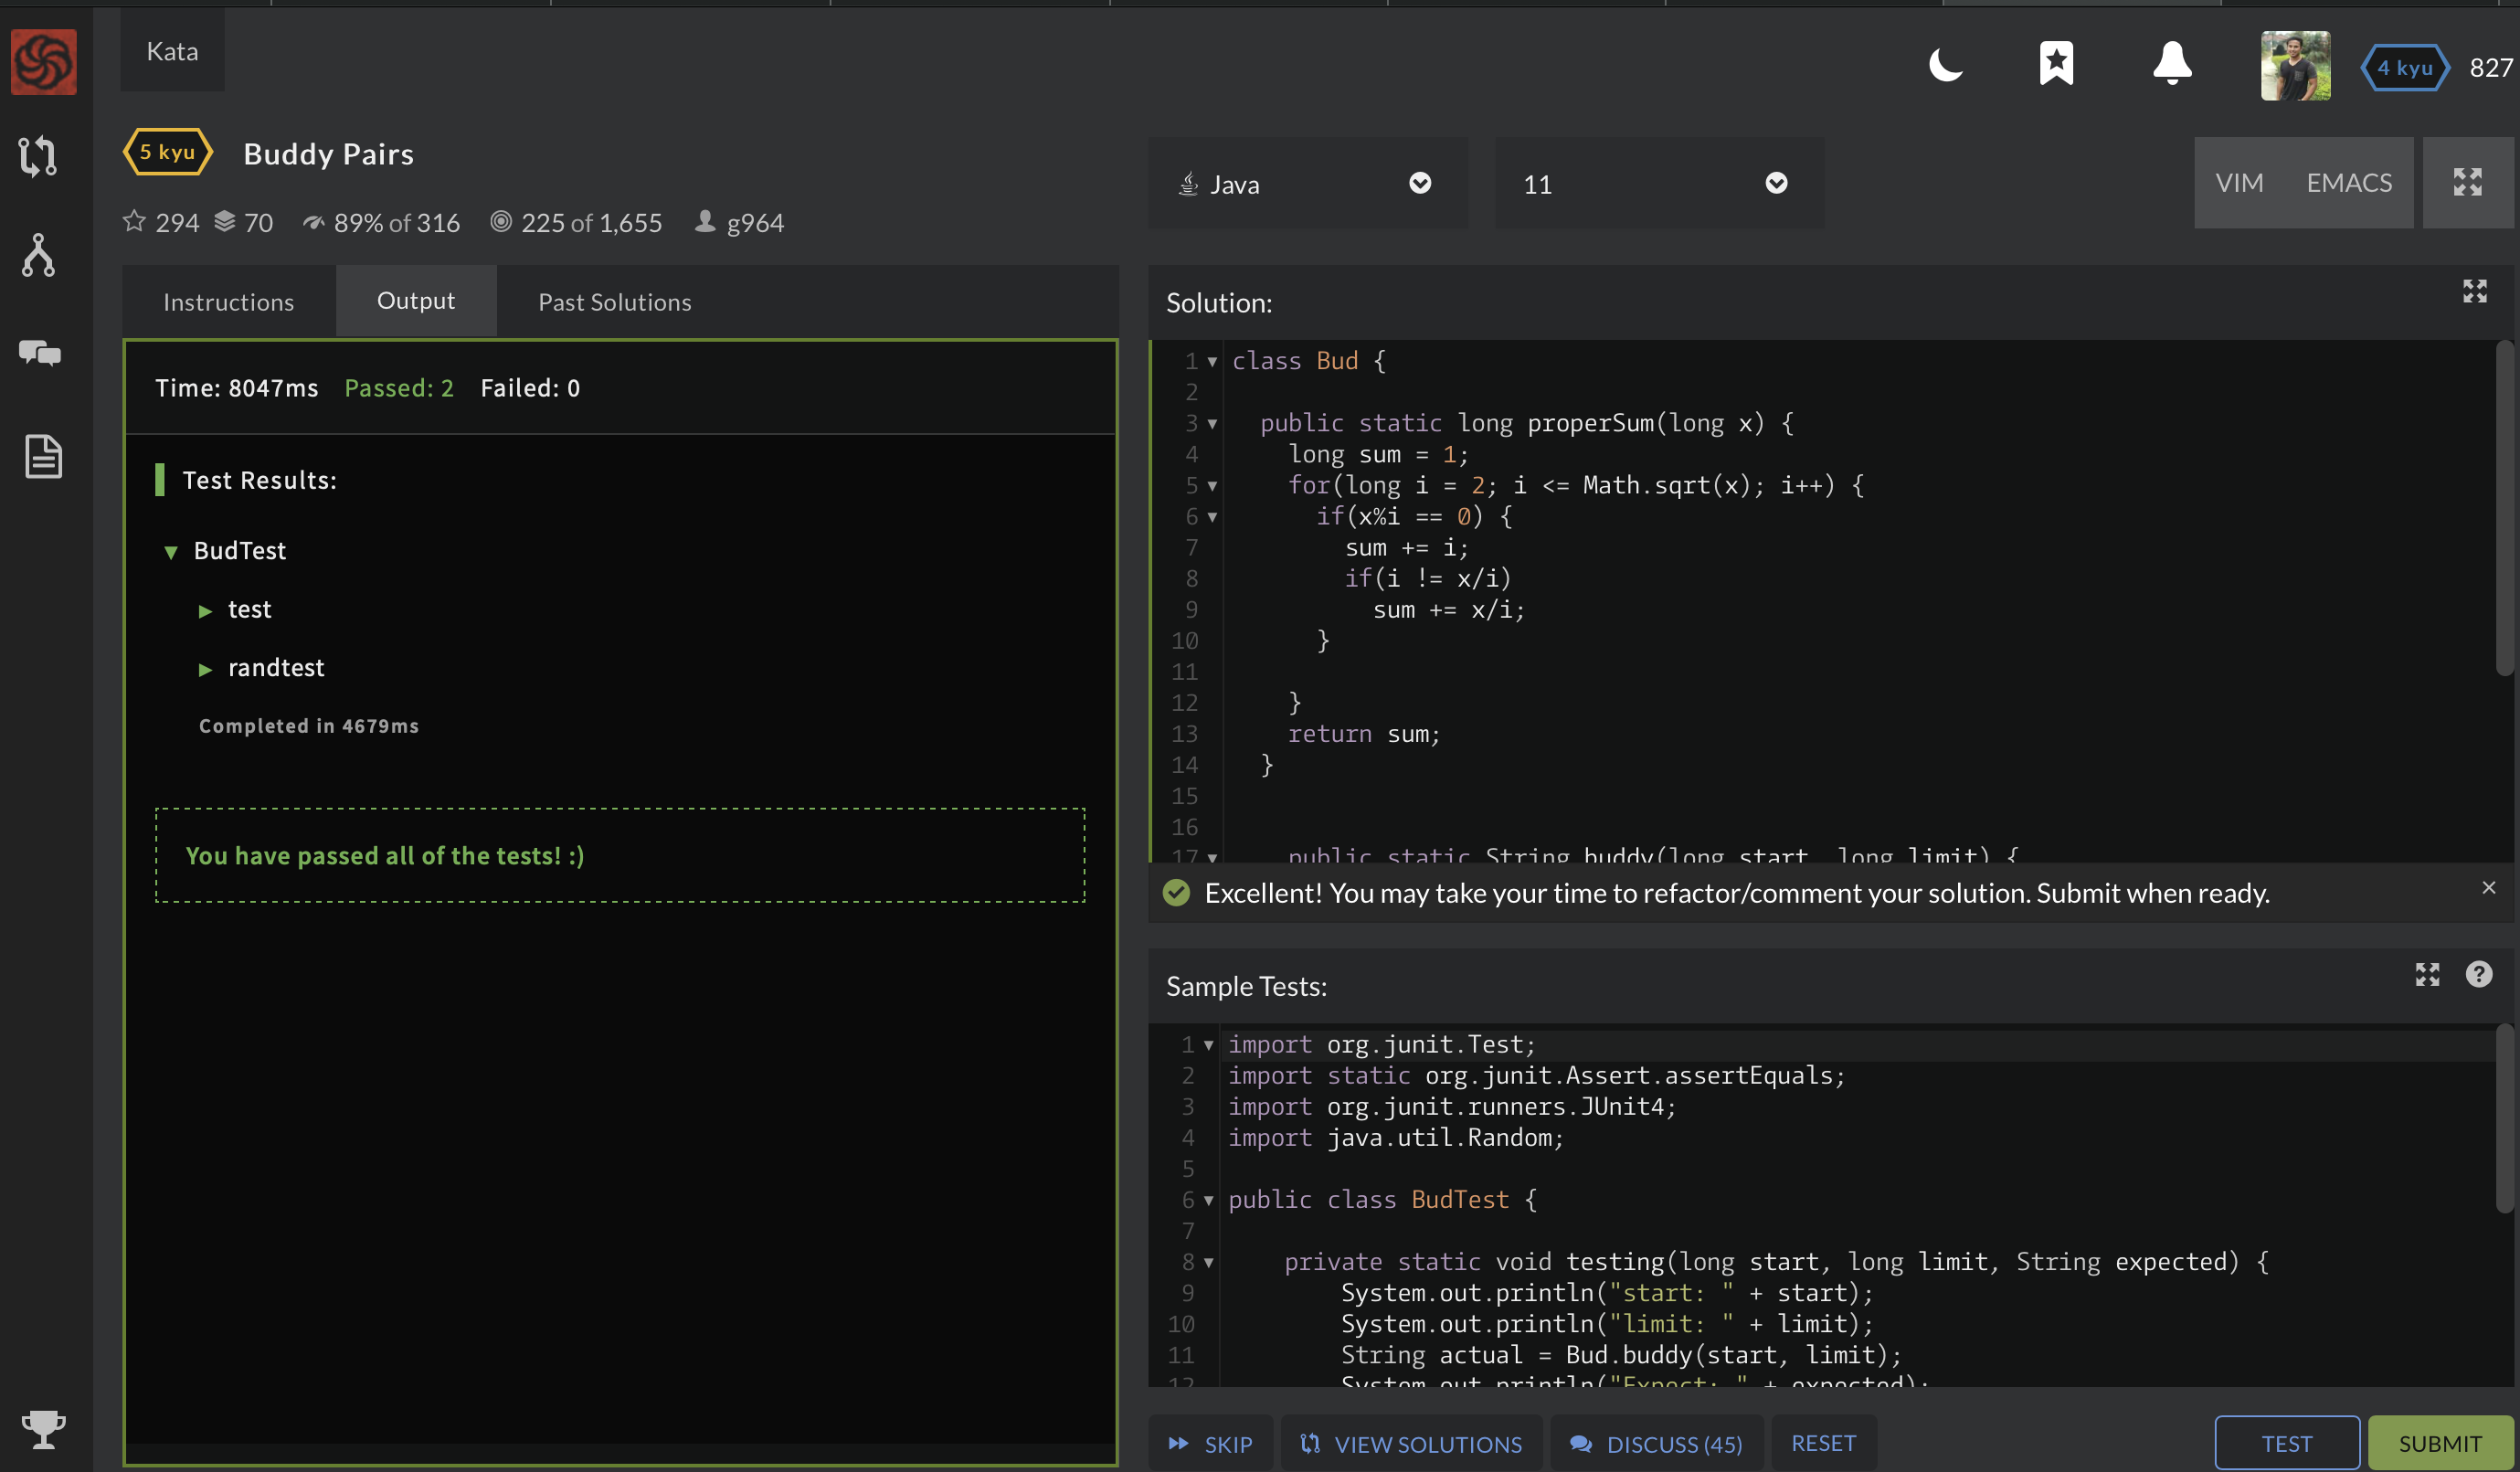 Kata
4 kyu 827
5 kyu Buddy Pairs
294 70 89% of 316 225 of 1,655 g964
Java
11
VIM EMACS
Instructions Output Past Solutions
Time: 8047ms Passed: 2 Failed: 0
Test Results:
BudTest
test
randtest
Completed in 4679ms
You have passed all of the tests! :)
Solution:
1 class Bud {
2
3 public static long properSum(long x) {
4 long sum = 1;
5 for(long i = 2; i <= Math.sqrt(x); i++) {
6 if(x%i == 0) {
7 sum += i;
8 if(i != x/i)
9 sum += x/i;
10 }
11
12 }
13 return sum;
14 }
15
16
17 public static String buddy(long start, long limit) {
Excellent! You may take your time to refactor/comment your solution. Submit when ready.
Sample Tests:
1 import org.junit.Test;
2 import static org.junit.Assert.assertEquals;
3 import org.junit.runners.JUnit4;
4 import java.util.Random;
5
6 public class BudTest {
7
8 private static void testing(long start, long limit, String expected) {
9 System.out.println("start: " + start);
10 System.out.println("limit: " + limit);
11 String actual = Bud.buddy(start, limit);
12 System.out.println("Expect: " + expected);
SKIP VIEW SOLUTIONS DISCUSS (45) RESET TEST SUBMIT